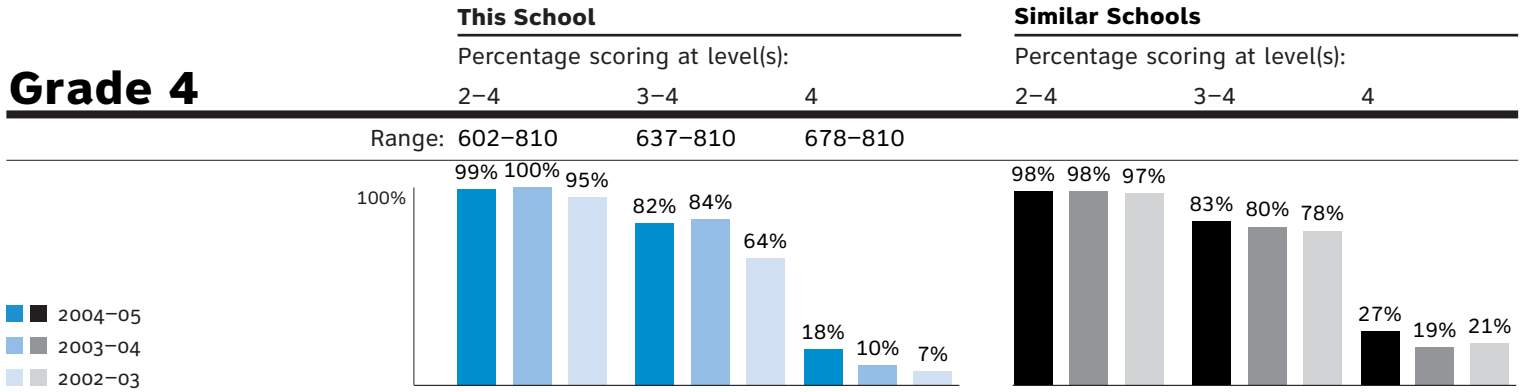 This School
Similar Schools
Percentage scoring at level(s):
Percentage scoring at level(s):
Grade 4
2–4 3–4 4
2–4 3–4 4
Range: 602–810 637–810 678–810
100%
99% 100% 95%
82% 84% 64%
18% 10% 7%
98% 98% 97%
83% 80% 78%
27% 19% 21%
2004–05
2003–04
2002–03